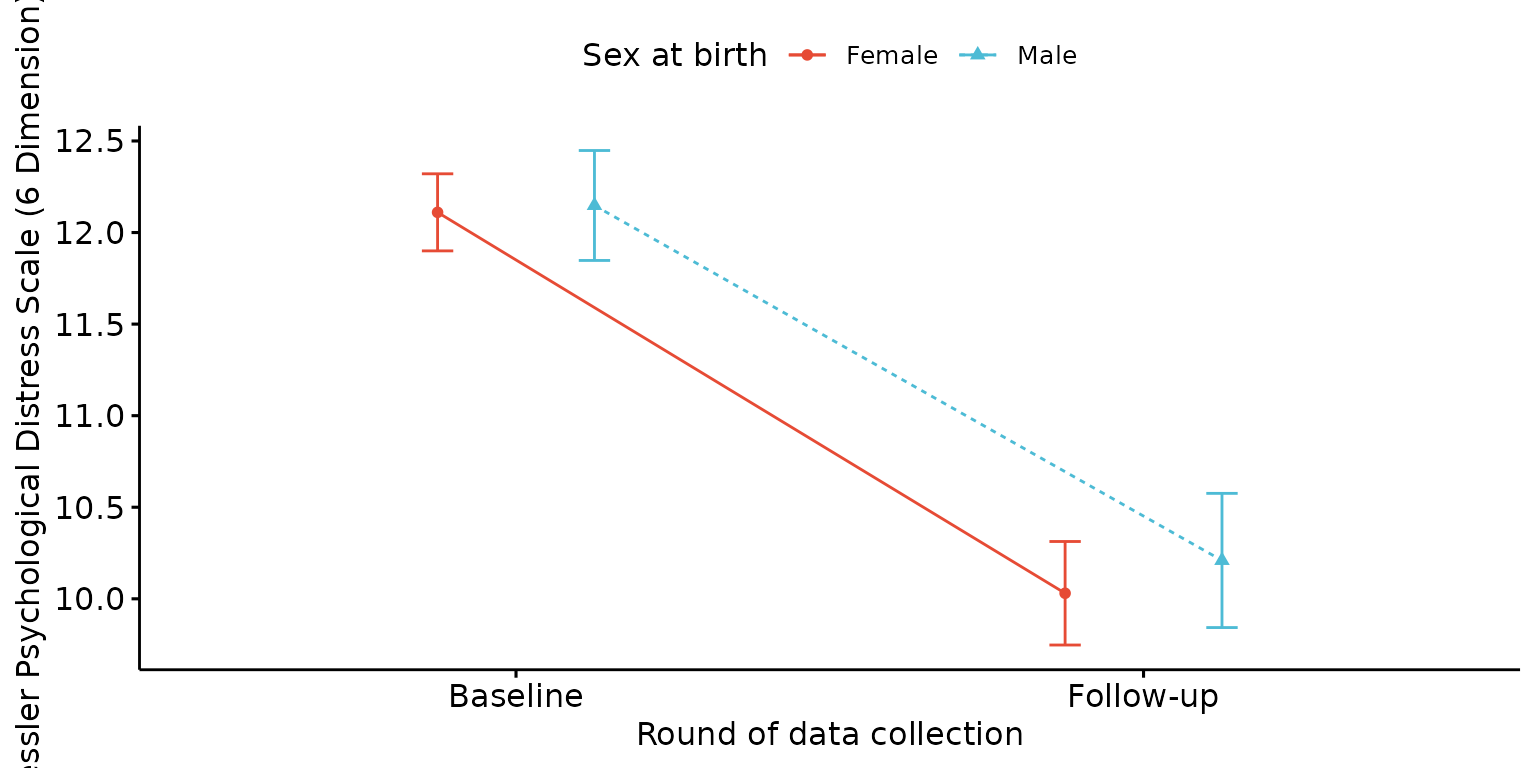 Sex at birth Female Male
essler Psychological Distress Scale (6 Dimension)
12.5
12.0
11.5
11.0
10.5
10.0
Baseline Follow-up
Round of data collection